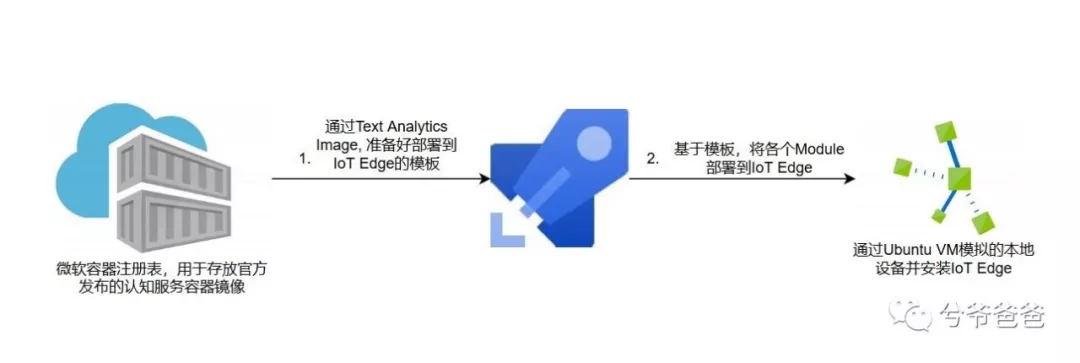 通过Text Analytics
1. Image, 准备好部署到
IoT Edge的模板
2. 基于模板，将各个Module
部署到IoT Edge
微软容器注册表，用于存放官方
发布的认知服务容器镜像
通过Ubuntu VM模拟的本地
设备并安装IoT Edge
兮爷爸爸